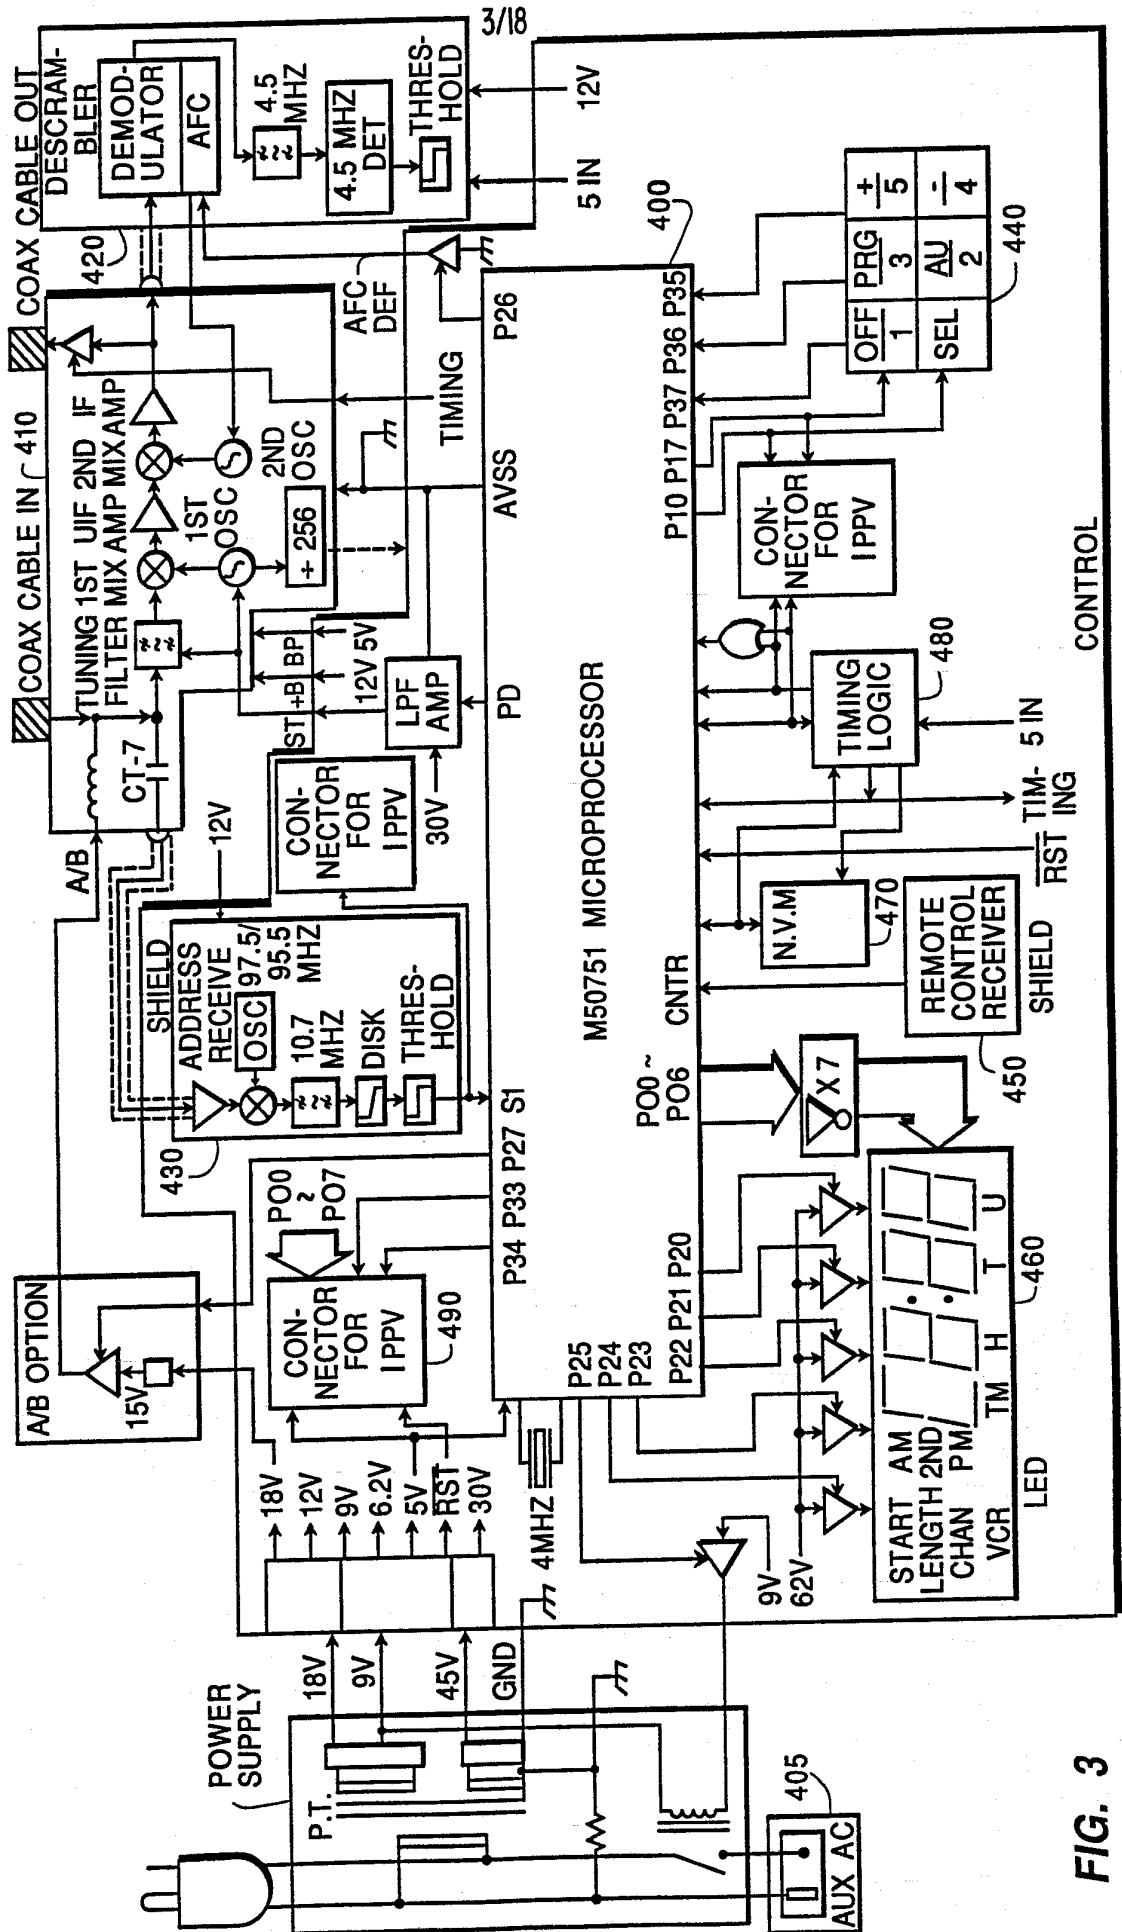 3/18
COAX CABLE IN
410
COAX CABLE OUT
420
DESCRAM-
BLER
DEMOD-
ULATOR
AFC
4.5
MHZ
4.5 MHZ
DET
THRES-
HOLD
5 IN
12V
TUNING
FILTER
1ST
MIX
UIF
AMP
2ND
MIX
IF
AMP
1ST
OSC
2ND
OSC
÷ 256
CT-7
A/B
ST
+B
BP
12V
5V
TIMING
AFC
DEF
A/B OPTION
15V
SHIELD
12V
ADDRESS
RECEIVE
OSC
97.5/
95.5
MHZ
10.7
MHZ
DISK
THRES-
HOLD
430
CON-
NECTOR
FOR
IPPV
LPF
AMP
30V
PO0
~
PO7
CON-
NECTOR
FOR
IPPV
490
P34
P33
P27
S1
PD
AVSS
P26
POWER
SUPPLY
P.T.
18V
9V
45V
GND
18V
12V
9V
6.2V
5V
RST
30V
4MHZ
M50751 MICROPROCESSOR
400
P25
P24
P23
P22
P21
P20
PO0 ~
PO6
CNTR
P10
P17
P37
P36
P35
9V
62V
X 7
START
LENGTH
CHAN
VCR
AM
2ND
PM
TM
H
T
U
LED
460
REMOTE
CONTROL
RECEIVER
450
SHIELD
N.V.M
470
RST
TIM-
ING
5 IN
TIMING
LOGIC
480
CON-
NECTOR
FOR
IPPV
OFF
1
PRG
3
+
5
SEL
AU
2
-
4
440
CONTROL
AUX AC
405
FIG. 3